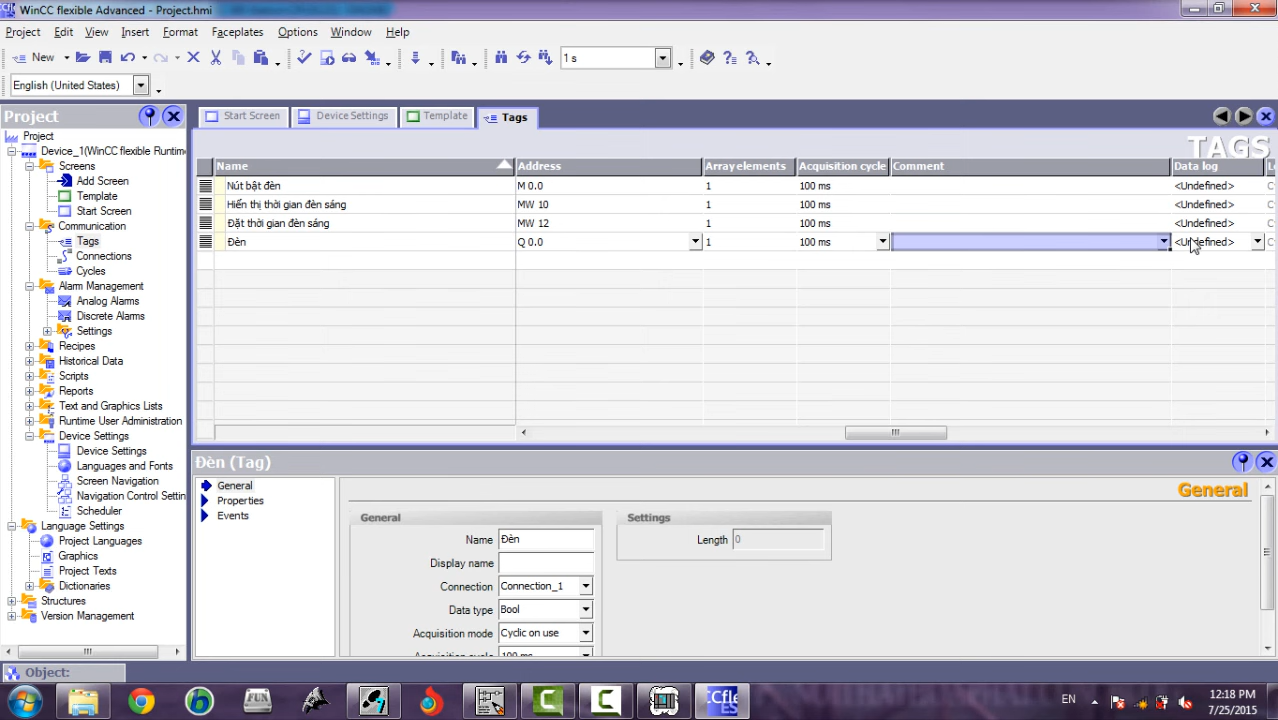 WinCC flexible Advanced - Project.hmi
Project Edit View Insert Format Faceplates Options Window Help
New 1 s
English (United States)
Project
Start Screen Device Settings Template Tags
TAGS
Project
Device_1(WinCC flexible Runtim
Screens
Add Screen
Template
Start Screen
Communication
Tags
Connections
Cycles
Alarm Management
Analog Alarms
Discrete Alarms
Settings
Recipes
Historical Data
Scripts
Reports
Text and Graphics Lists
Runtime User Administration
Device Settings
Device Settings
Languages and Fonts
Screen Navigation
Navigation Control Settin
Scheduler
Language Settings
Project Languages
Graphics
Project Texts
Dictionaries
Structures
Version Management
Object:
Name Address Array elements Acquisition cycle Comment Data log
Nút bật đèn M 0.0 1 100 ms <Undefined>
Hiển thị thời gian đèn sáng MW 10 1 100 ms <Undefined>
Đặt thời gian đèn sáng MW 12 1 100 ms <Undefined>
Đèn Q 0.0 1 100 ms <Undefined>
Đèn (Tag)
General
Properties
Events
General
General
Name Đèn
Display name
Connection Connection_1
Data type Bool
Acquisition mode Cyclic on use
Acquisition cycle 100 ms
Settings
Length 0
FUN
EN
12:18 PM
7/25/2015